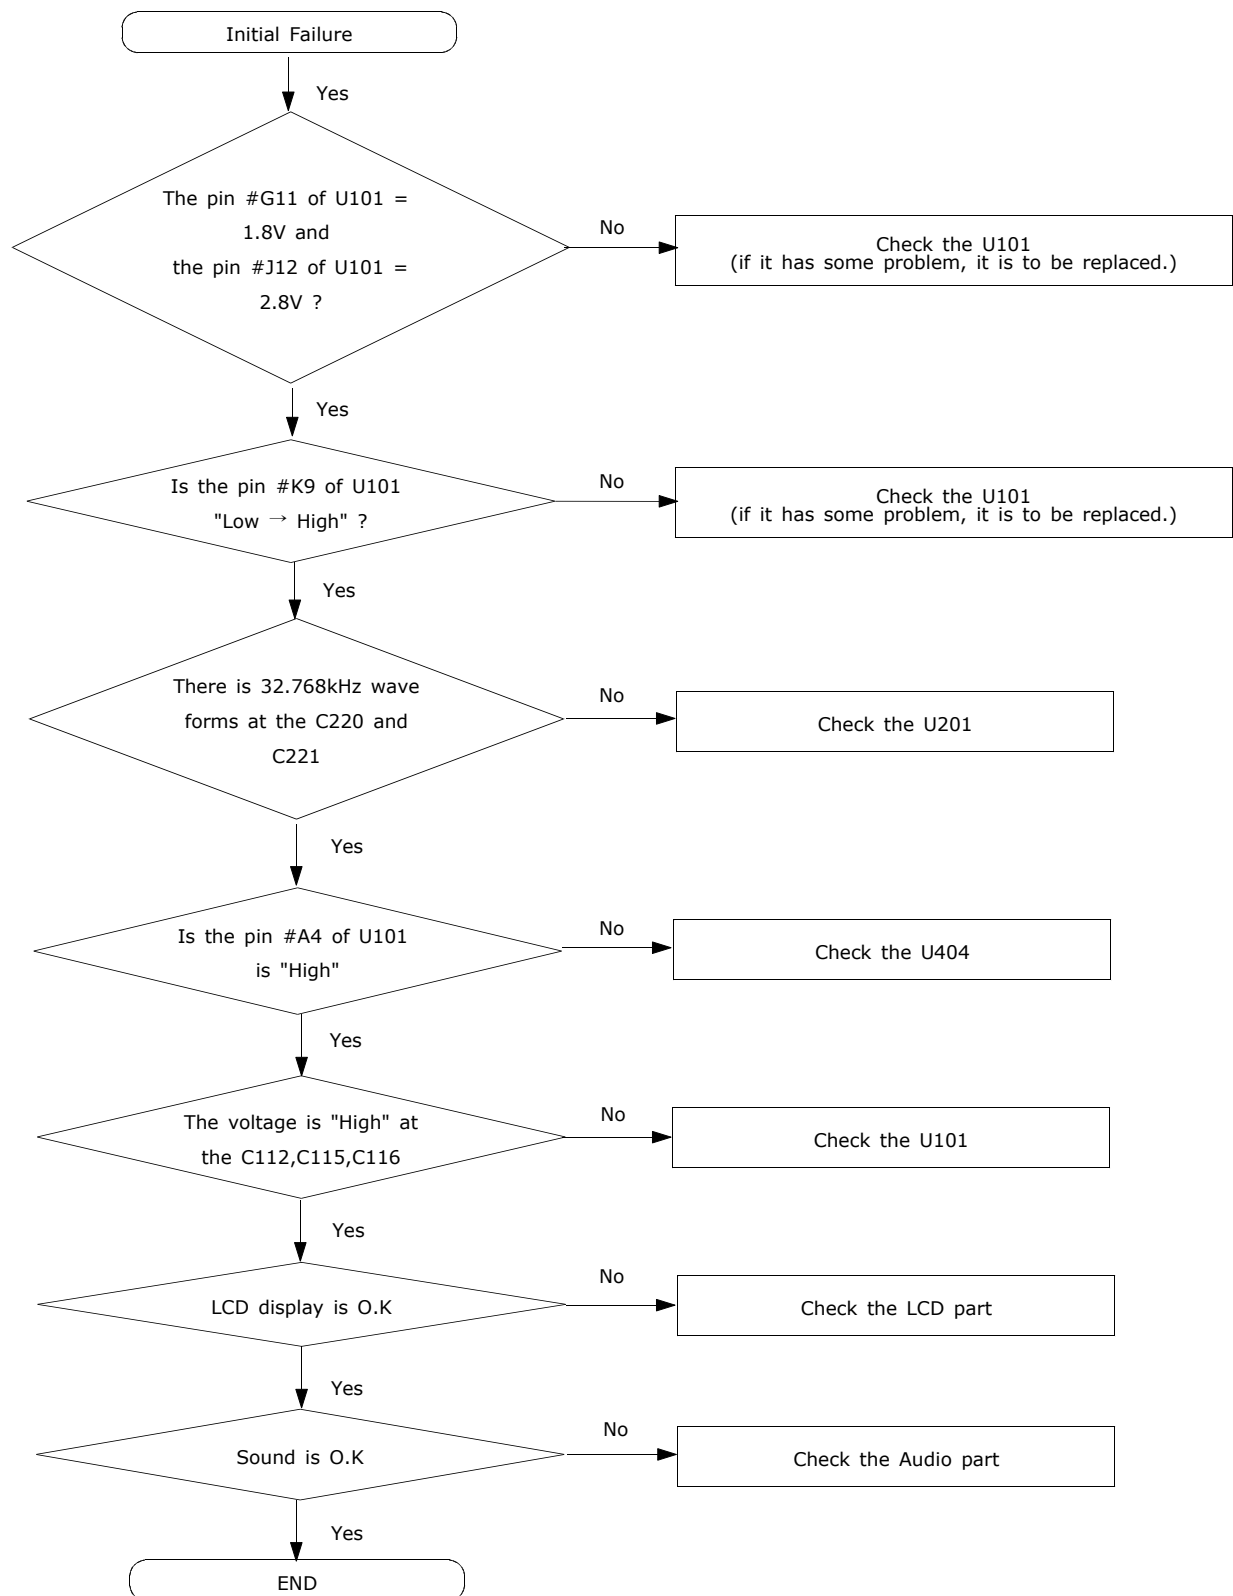 Initial Failure
Yes
The pin #G11 of U101 =
1.8V and
the pin #J12 of U101 =
2.8V ?
No
Check the U101
(if it has some problem, it is to be replaced.)
Yes
Is the pin #K9 of U101
"Low → High" ?
No
Check the U101
(if it has some problem, it is to be replaced.)
Yes
There is 32.768kHz wave
forms at the C220 and
C221
No
Check the U201
Yes
Is the pin #A4 of U101
is "High"
No
Check the U404
Yes
The voltage is "High" at
the C112,C115,C116
No
Check the U101
Yes
LCD display is O.K
No
Check the LCD part
Yes
Sound is O.K
No
Check the Audio part
Yes
END